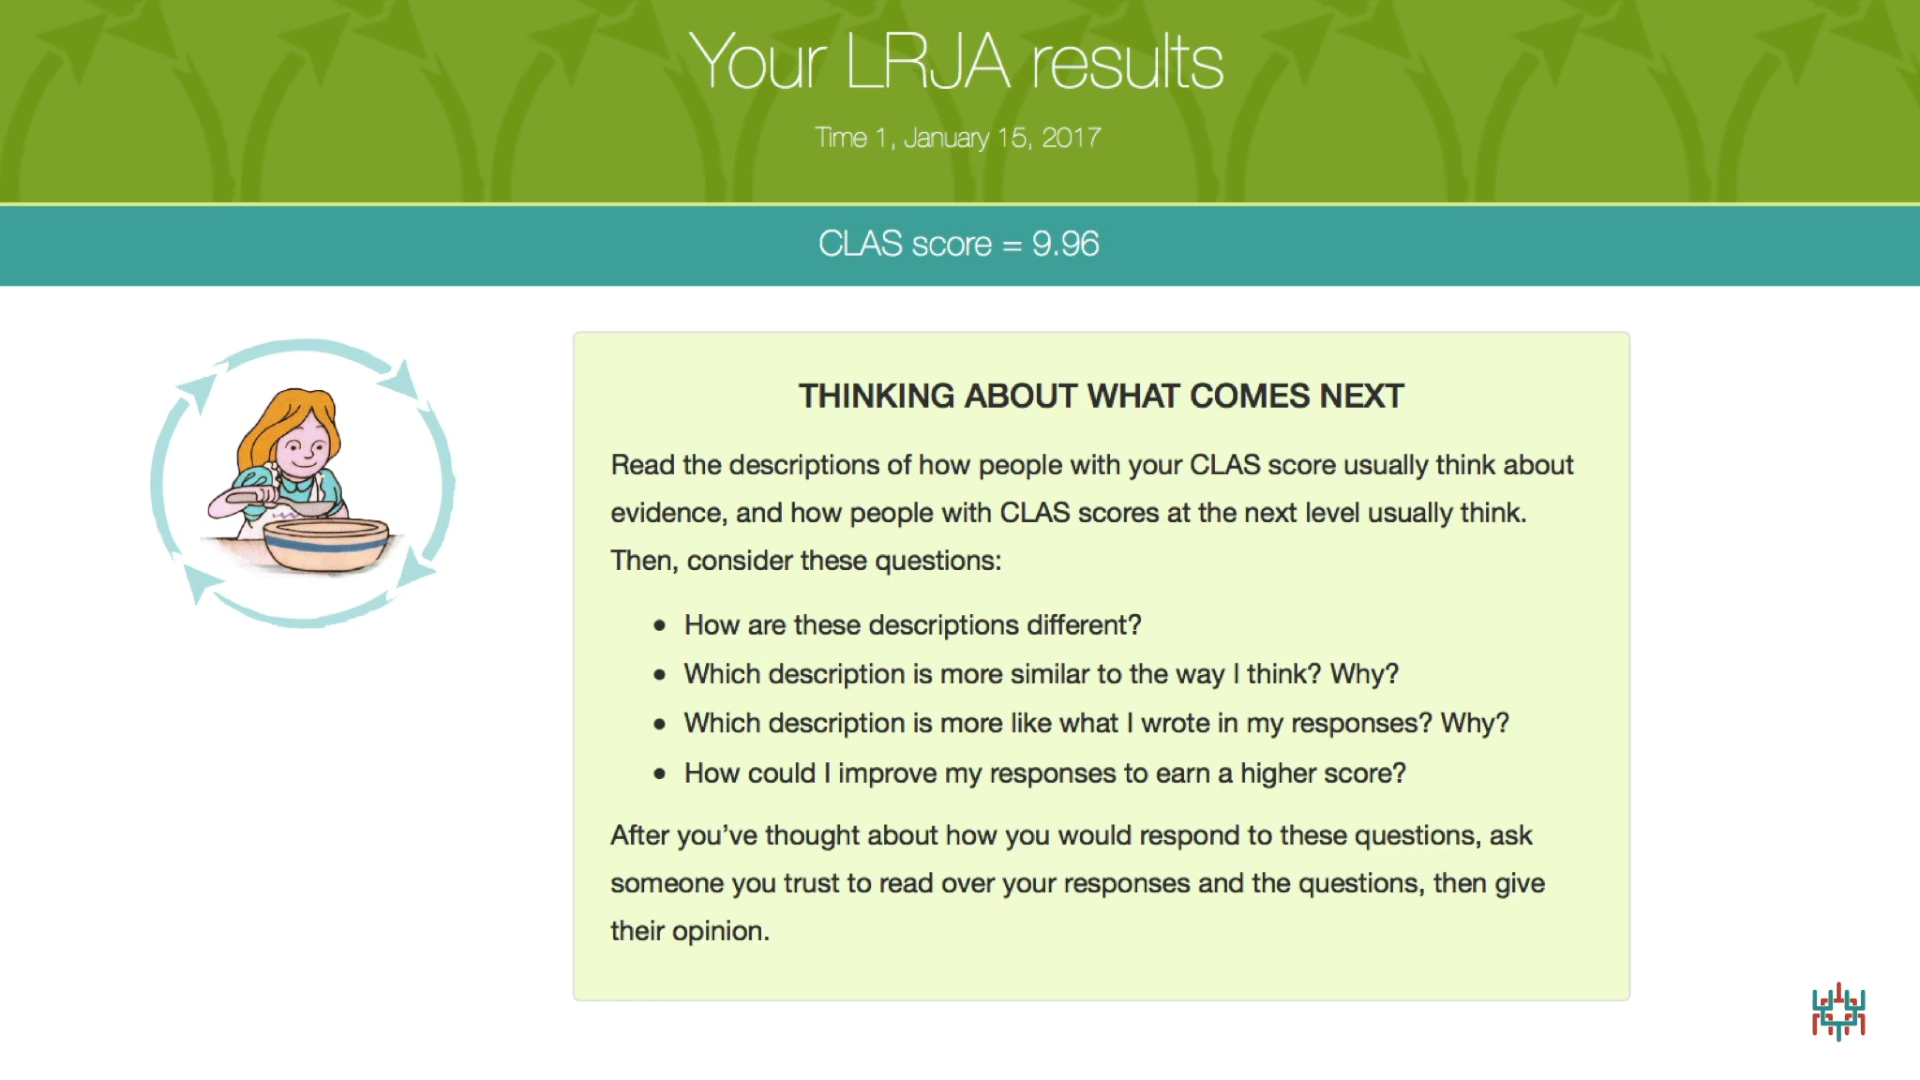 Your LRJA results
Time 1, January 15, 2017
CLAS score = 9.96
THINKING ABOUT WHAT COMES NEXT
Read the descriptions of how people with your CLAS score usually think about
evidence, and how people with CLAS scores at the next level usually think.
Then, consider these questions:
• How are these descriptions different?
• Which description is more similar to the way I think? Why?
• Which description is more like what I wrote in my responses? Why?
• How could I improve my responses to earn a higher score?
After you’ve thought about how you would respond to these questions, ask
someone you trust to read over your responses and the questions, then give
their opinion.